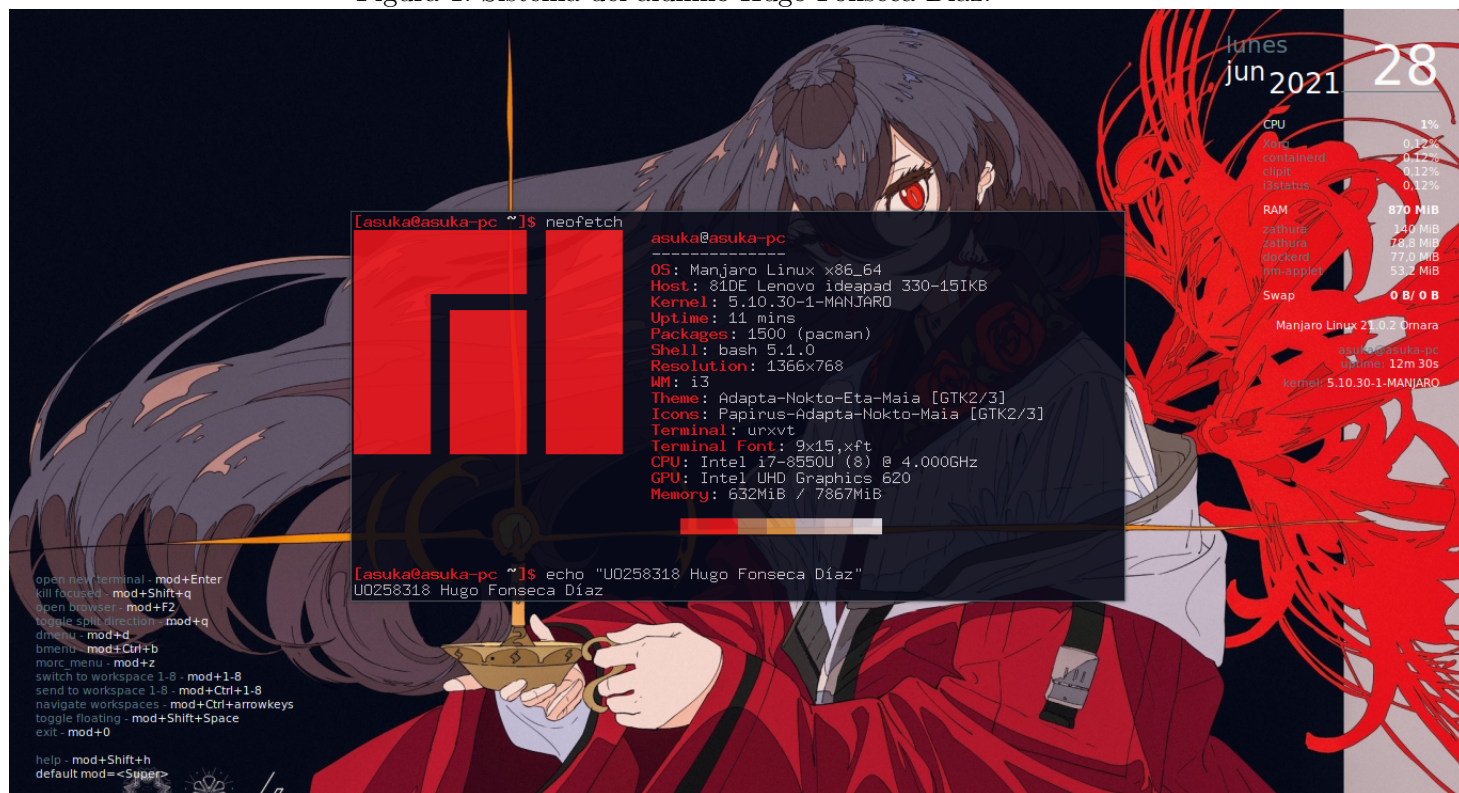 Figura 1: Sistema del alumno Hugo Fonseca Díaz.
lunes
jun 2021 28
CPU 1%
Xorg 0,12%
containerd 0,12%
clipit 0,12%
i3status 0,12%
RAM 870 MiB
zathura 140 MiB
zathura 78,8 MiB
dockerd 77,0 MiB
nm-applet 53,2 MiB
Swap 0 B/ 0 B
Manjaro Linux 21.0.2 Ornara
asuka@asuka-pc
uptime: 12m 30s
kernel: 5.10.30-1-MANJARO
[asuka@asuka-pc ~]$ neofetch
asuka@asuka-pc
--------------
OS: Manjaro Linux x86_64
Host: 81DE Lenovo ideapad 330-15IKB
Kernel: 5.10.30-1-MANJARO
Uptime: 11 mins
Packages: 1500 (pacman)
Shell: bash 5.1.0
Resolution: 1366x768
WM: i3
Theme: Adapta-Nokto-Eta-Maia [GTK2/3]
Icons: Papirus-Adapta-Nokto-Maia [GTK2/3]
Terminal: urxvt
Terminal Font: 9x15,xft
CPU: Intel i7-8550U (8) @ 4.000GHz
GPU: Intel UHD Graphics 620
Memory: 632MiB / 7867MiB
[asuka@asuka-pc ~]$ echo "UO258318 Hugo Fonseca Díaz"
UO258318 Hugo Fonseca Díaz
open new terminal - mod+Enter
kill focused - mod+Shift+q
open browser - mod+F2
toggle split direction - mod+q
dmenu - mod+d
bmenu - mod+Ctrl+b
morc_menu - mod+z
switch to workspace 1-8 - mod+1-8
send to workspace 1-8 - mod+Ctrl+1-8
navigate workspaces - mod+Ctrl+arrowkeys
toggle floating - mod+Shift+Space
exit - mod+0
help - mod+Shift+h
default mod=<Super>